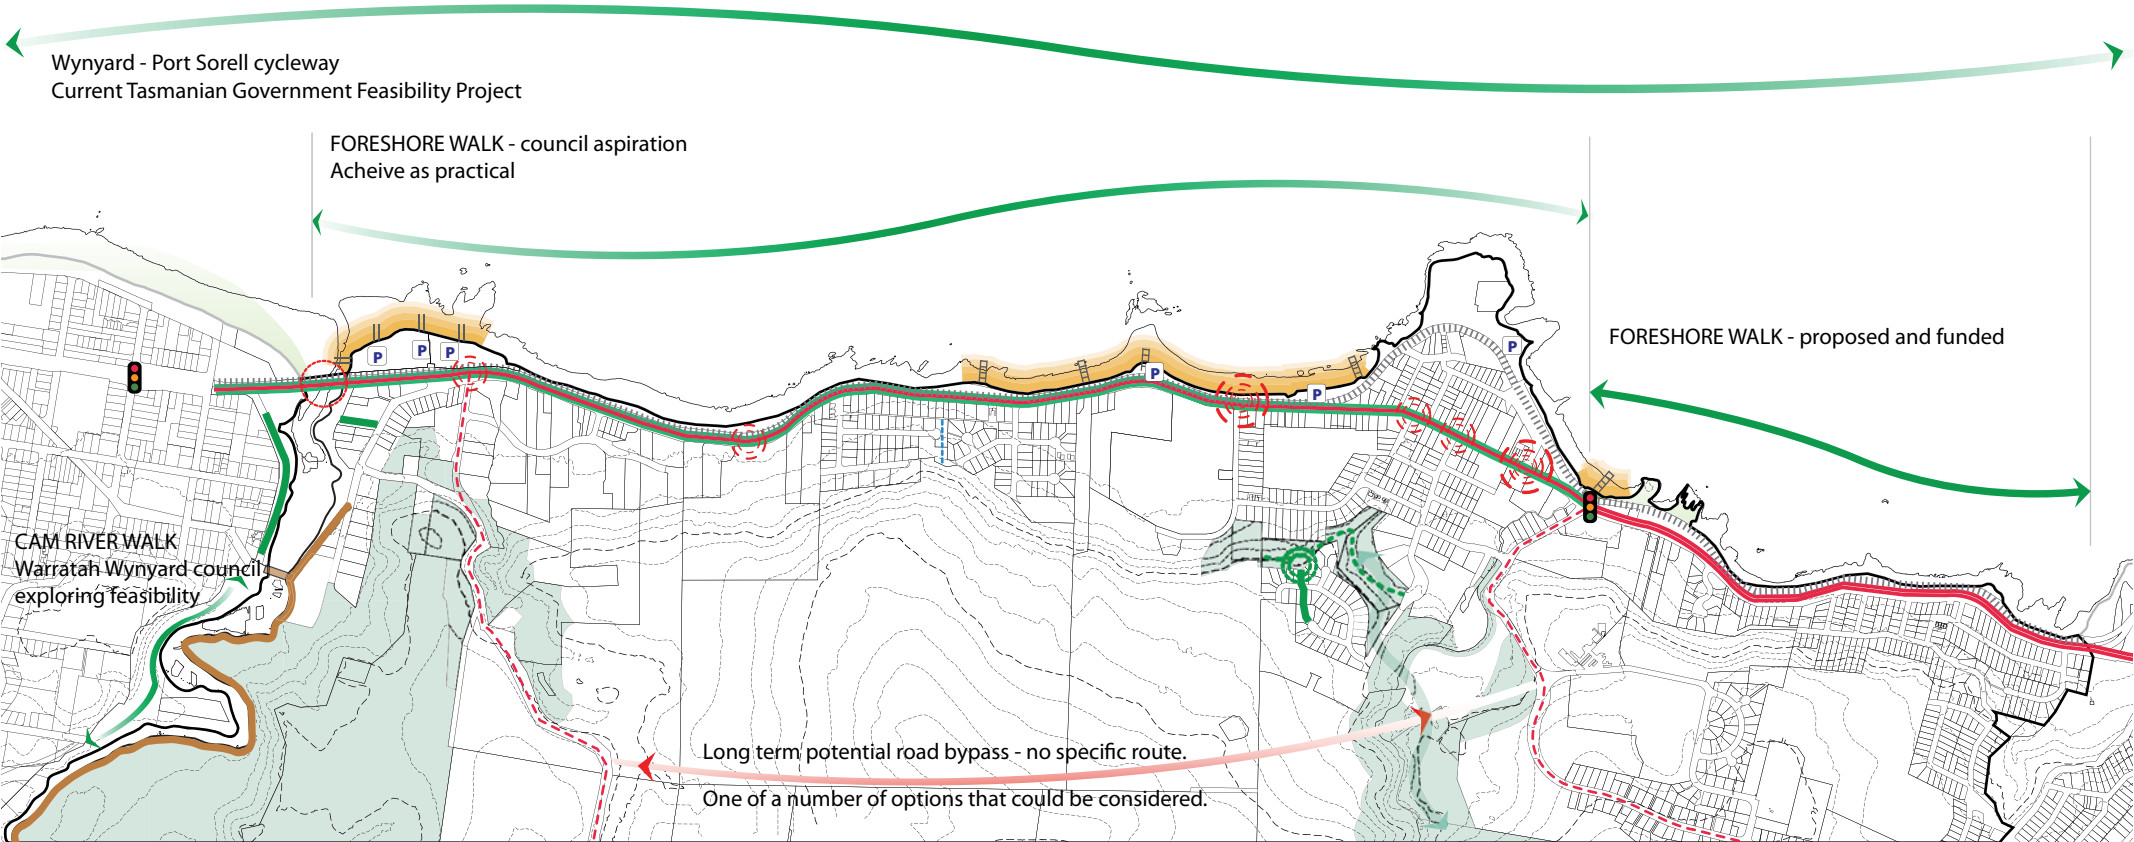 Wynyard - Port Sorell cycleway
Current Tasmanian Government Feasibility Project
FORESHORE WALK - council aspiration
Acheive as practical
FORESHORE WALK - proposed and funded
P
P
P
P
P
P
CAM RIVER WALK
Warratah Wynyard council
exploring feasibility
Long term potential road bypass - no specific route.
One of a number of options that could be considered.